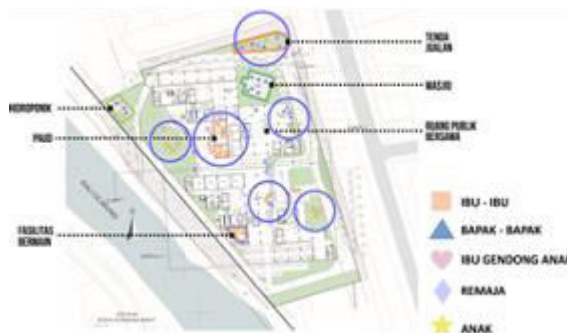 TENDA
JUALAN
MASJID
HIDROPONIK
PAUD
RUANG PUBLIK
BERSAMA
FASILITAS
BERMAIN
IBU - IBU
BAPAK - BAPAK
IBU GENDONG ANAK
REMAJA
ANAK